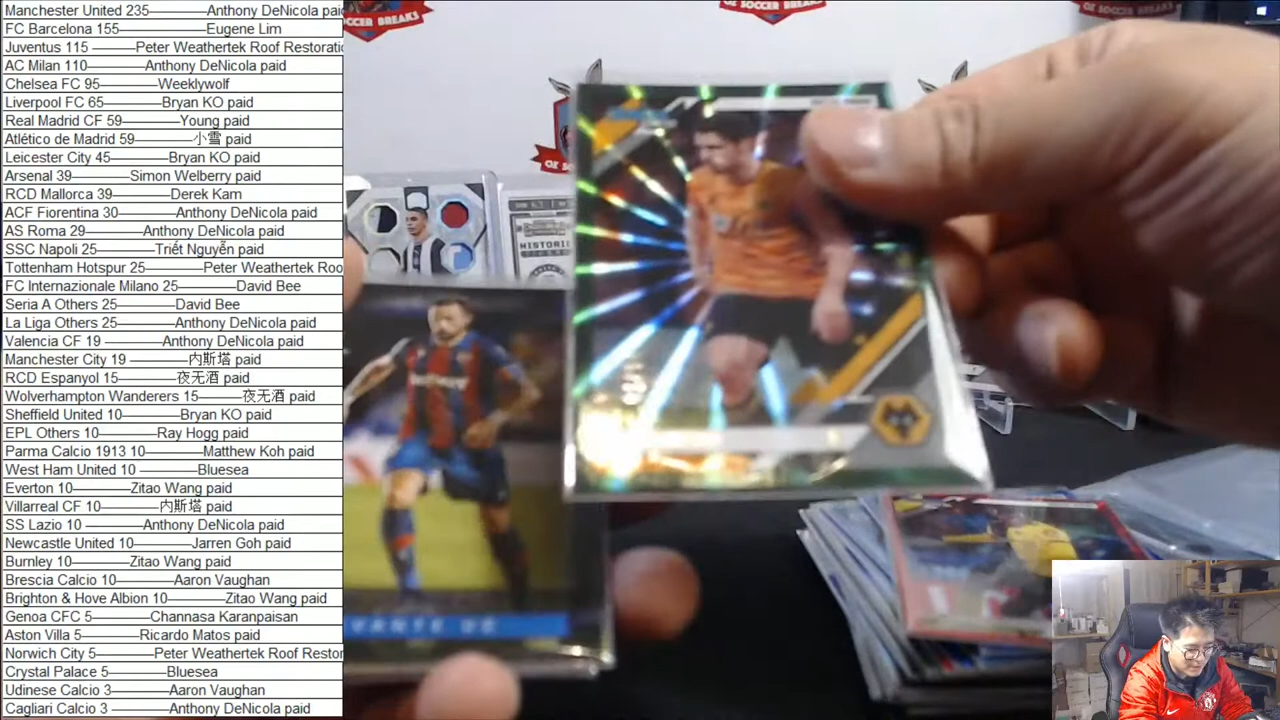 Manchester United 235———Anthony DeNicola pai
FC Barcelona 155———Eugene Lim
Juventus 115 ———Peter Weathertek Roof Restorati
AC Milan 110———Anthony DeNicola paid
Chelsea FC 95———Weeklywolf
Liverpool FC 65———Bryan KO paid
Real Madrid CF 59———Young paid
Atlético de Madrid 59———小雪 paid
Leicester City 45———Bryan KO paid
Arsenal 39———Simon Welberry paid
RCD Mallorca 39———Derek Kam
ACF Fiorentina 30———Anthony DeNicola paid
AS Roma 29———Anthony DeNicola paid
SSC Napoli 25———Triết Nguyễn paid
Tottenham Hotspur 25———Peter Weathertek Roo
FC Internazionale Milano 25———David Bee
Seria A Others 25———David Bee
La Liga Others 25———Anthony DeNicola paid
Valencia CF 19 ———Anthony DeNicola paid
Manchester City 19 ———内斯塔 paid
RCD Espanyol 15———夜无酒 paid
Wolverhampton Wanderers 15———夜无酒 paid
Sheffield United 10———Bryan KO paid
EPL Others 10———Ray Hogg paid
Parma Calcio 1913 10———Matthew Koh paid
West Ham United 10 ———Bluesea
Everton 10———Zitao Wang paid
Villarreal CF 10———内斯塔 paid
SS Lazio 10 ———Anthony DeNicola paid
Newcastle United 10———Jarren Goh paid
Burnley 10———Zitao Wang paid
Brescia Calcio 10———Aaron Vaughan
Brighton & Hove Albion 10———Zitao Wang paid
Genoa CFC 5———Channasa Karanpaisan
Aston Villa 5———Ricardo Matos paid
Norwich City 5———Peter Weathertek Roof Restor
Crystal Palace 5———Bluesea
Udinese Calcio 3 ———Aaron Vaughan
Cagliari Calcio 3 ———Anthony DeNicola paid
CCER BREAKS
OZ SOCCER BREAKS
OZ SOCCER BREAKS
HISTORIC